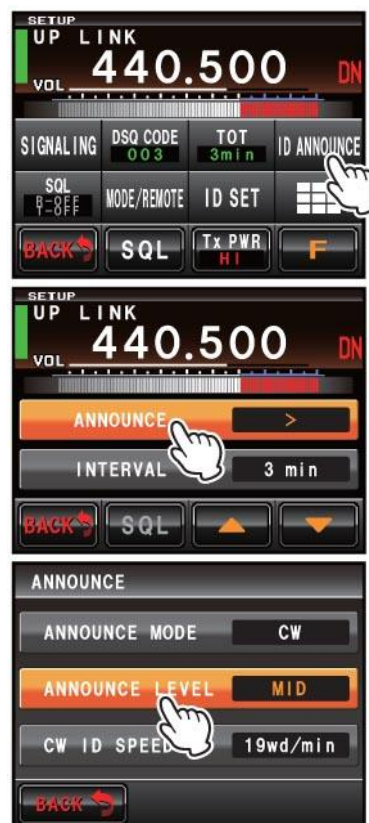 SETUP
UP LINK
VOL 440.500 DN
SIGNALING DSQ CODE 003 TOT 3min ID ANNOUNCE
SQL B-OFF T-OFF MODE/REMOTE ID SET
BACK SQL Tx PWR HI F
SETUP
UP LINK
VOL 440.500 DN
ANNOUNCE >
INTERVAL 3 min
BACK SQL
ANNOUNCE
ANNOUNCE MODE CW
ANNOUNCE LEVEL MID
CW ID SPEED 19wd/min
BACK